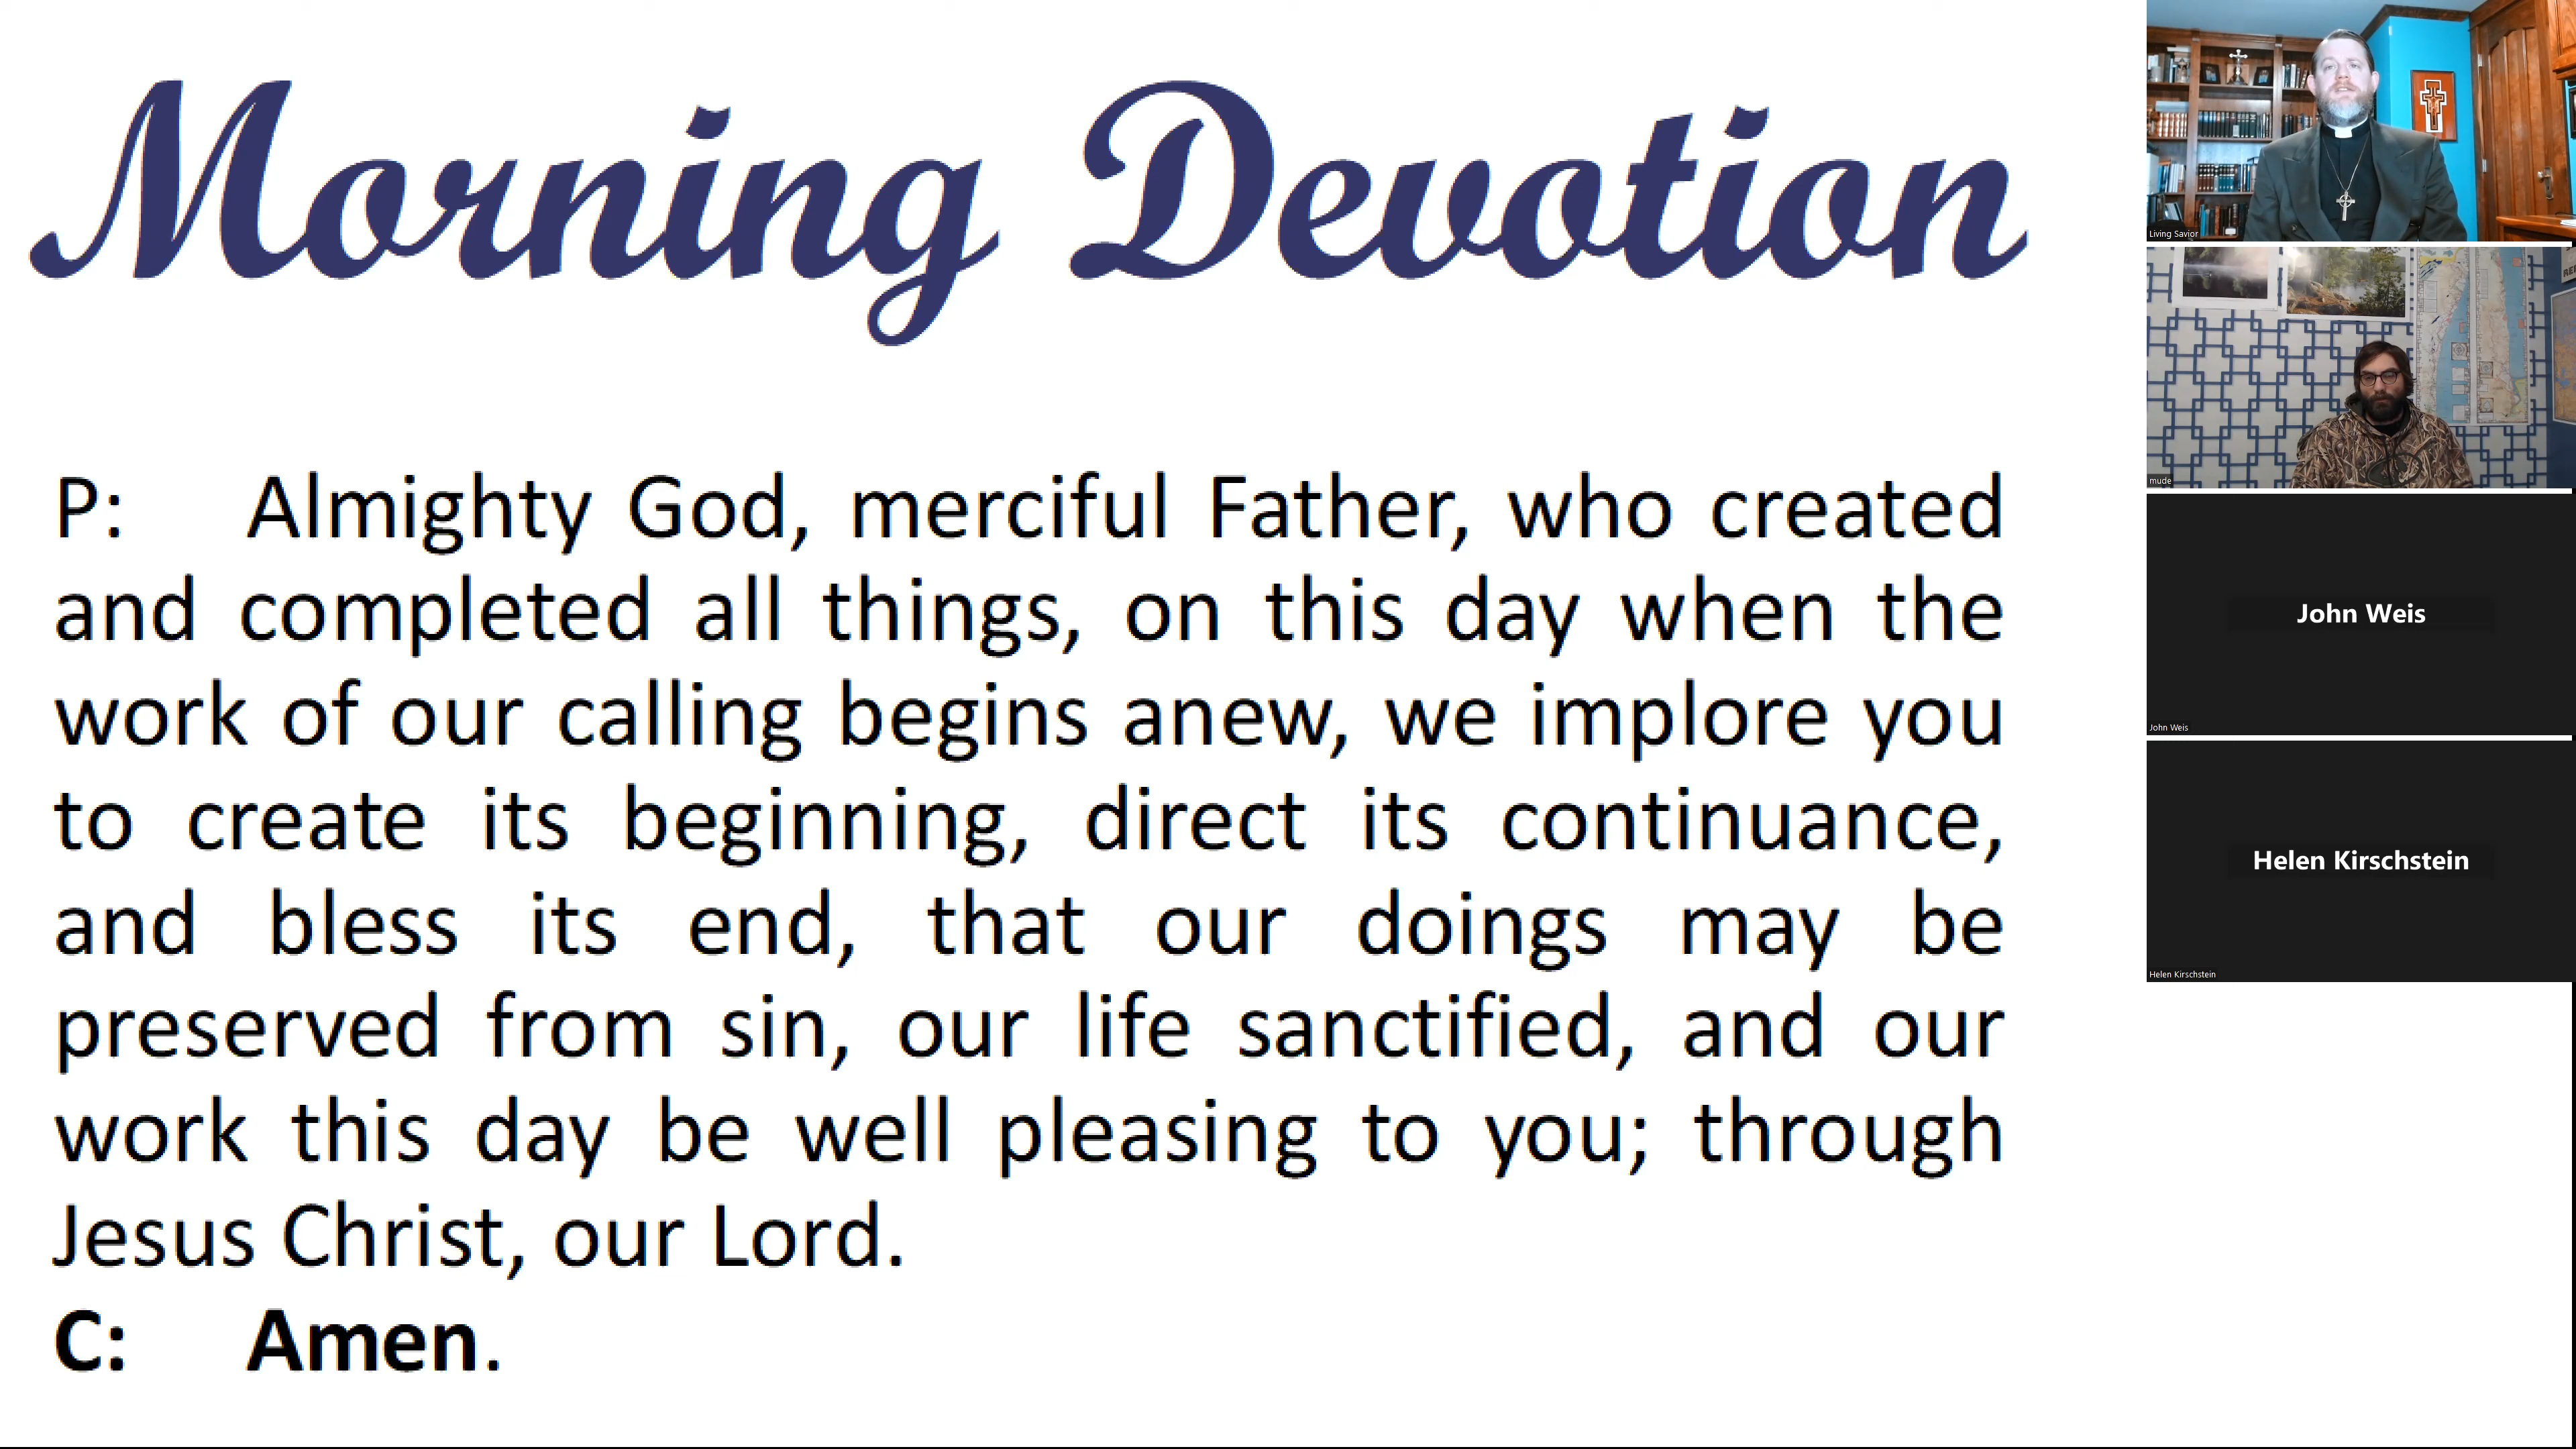 Morning Devotion
P: Almighty God, merciful Father, who created
and completed all things, on this day when the
work of our calling begins anew, we implore you
to create its beginning, direct its continuance,
and bless its end, that our doings may be
preserved from sin, our life sanctified, and our
work this day be well pleasing to you; through
Jesus Christ, our Lord.
C: Amen.
Living Savior
mude
John Weis
John Weis
Helen Kirschstein
Helen Kirschstein